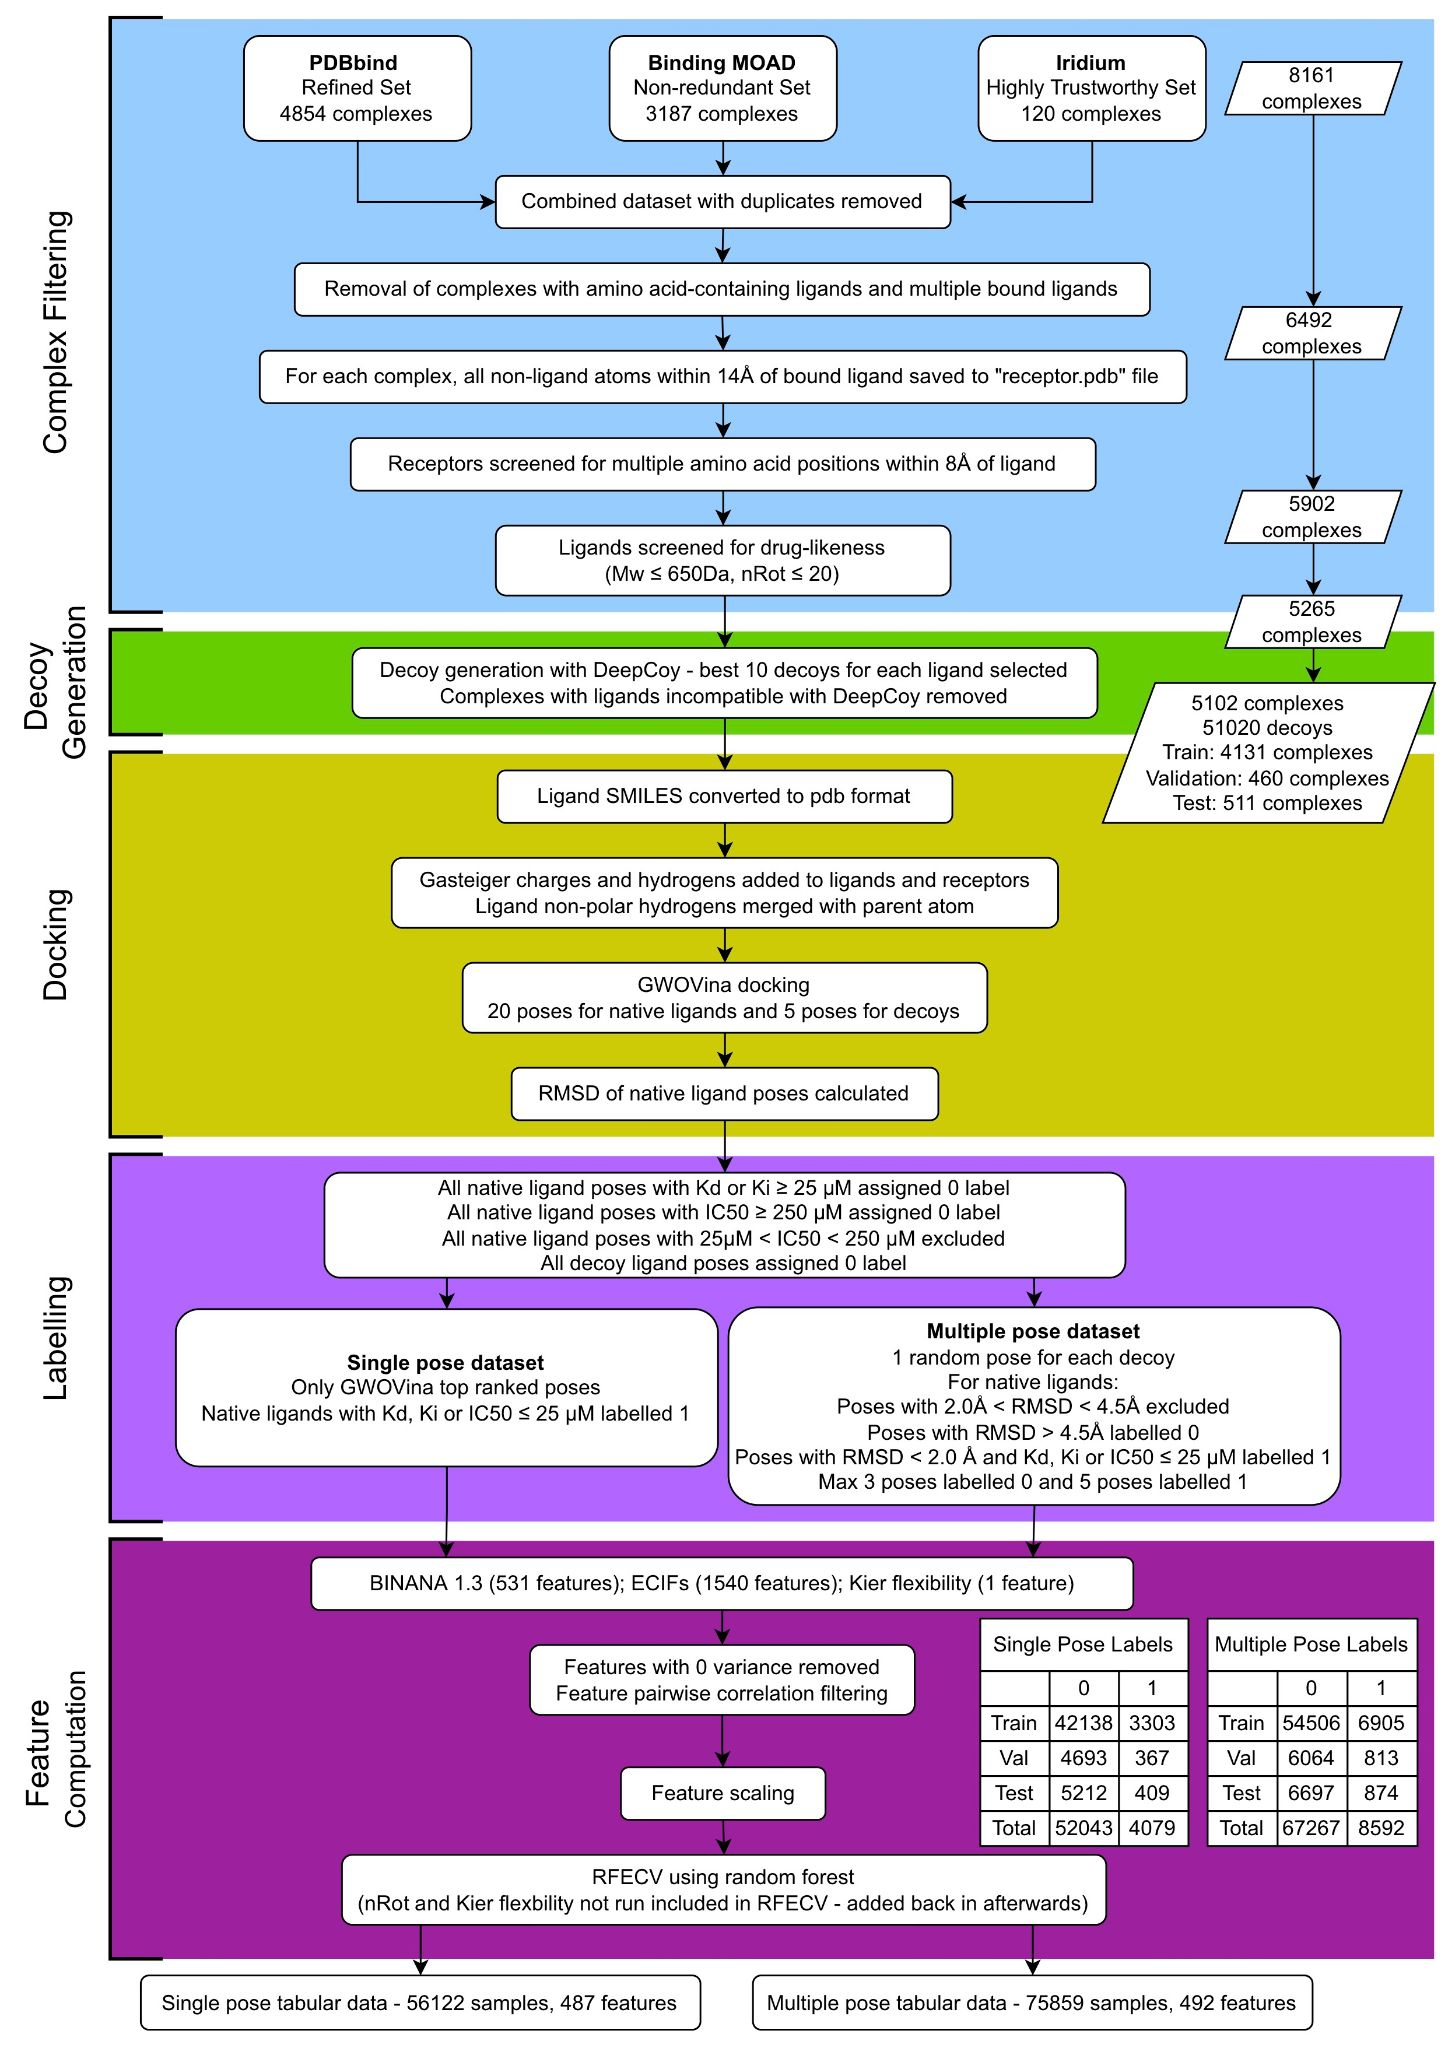 Complex Filtering
PDBbind
Refined Set
4854 complexes
Binding MOAD
Non-redundant Set
3187 complexes
Iridium
Highly Trustworthy Set
120 complexes
8161
complexes
Combined dataset with duplicates removed
Removal of complexes with amino acid-containing ligands and multiple bound ligands
6492
complexes
For each complex, all non-ligand atoms within 14Å of bound ligand saved to "receptor.pdb" file
Receptors screened for multiple amino acid positions within 8Å of ligand
5902
complexes
Ligands screened for drug-likeness
(Mw ≤ 650Da, nRot ≤ 20)
5265
complexes
Decoy
Generation
Decoy generation with DeepCoy - best 10 decoys for each ligand selected
Complexes with ligands incompatible with DeepCoy removed
5102 complexes
51020 decoys
Train: 4131 complexes
Validation: 460 complexes
Test: 511 complexes
Docking
Ligand SMILES converted to pdb format
Gasteiger charges and hydrogens added to ligands and receptors
Ligand non-polar hydrogens merged with parent atom
GWOVina docking
20 poses for native ligands and 5 poses for decoys
RMSD of native ligand poses calculated
Labelling
All native ligand poses with Kd or Ki ≥ 25 µM assigned 0 label
All native ligand poses with IC50 ≥ 250 µM assigned 0 label
All native ligand poses with 25µM < IC50 < 250 µM excluded
All decoy ligand poses assigned 0 label
Single pose dataset
Only GWOVina top ranked poses
Native ligands with Kd, Ki or IC50 ≤ 25 µM labelled 1
Multiple pose dataset
1 random pose for each decoy
For native ligands:
Poses with 2.0Å < RMSD < 4.5Å excluded
Poses with RMSD > 4.5Å labelled 0
Poses with RMSD < 2.0 Å and Kd, Ki or IC50 ≤ 25 µM labelled 1
Max 3 poses labelled 0 and 5 poses labelled 1
Feature
Computation
BINANA 1.3 (531 features); ECIFs (1540 features); Kier flexibility (1 feature)
Features with 0 variance removed
Feature pairwise correlation filtering
Feature scaling
Single Pose Labels
0 1
Train 42138 3303
Val 4693 367
Test 5212 409
Total 52043 4079
Multiple Pose Labels
0 1
Train 54506 6905
Val 6064 813
Test 6697 874
Total 67267 8592
RFECV using random forest
(nRot and Kier flexbility not run included in RFECV - added back in afterwards)
Single pose tabular data - 56122 samples, 487 features
Multiple pose tabular data - 75859 samples, 492 features